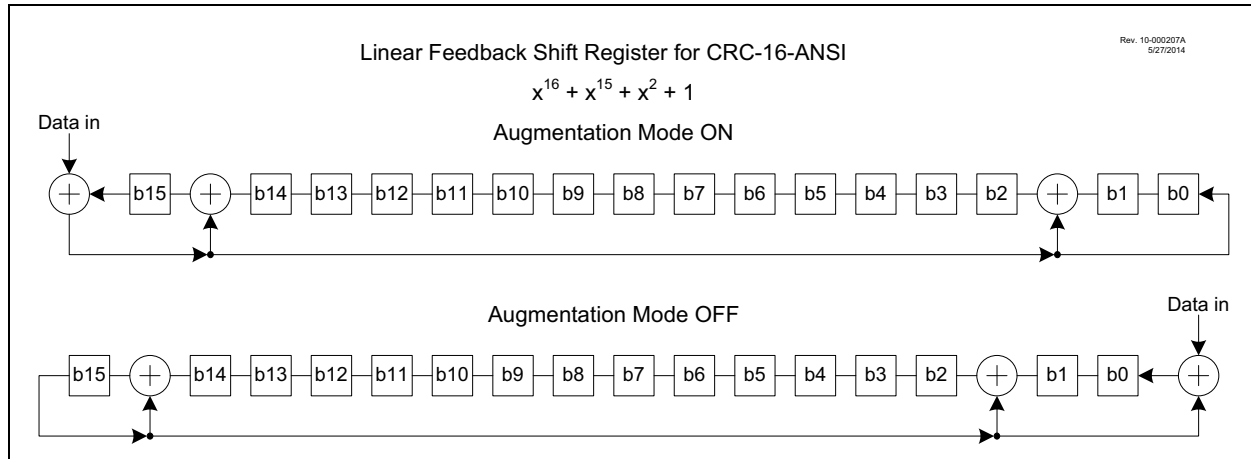 Linear Feedback Shift Register for CRC-16-ANSI
Rev. 10-000207A
5/27/2014
x^16 + x^15 + x^2 + 1
Augmentation Mode ON
Data in
b15 b14 b13 b12 b11 b10 b9 b8 b7 b6 b5 b4 b3 b2 b1 b0
Augmentation Mode OFF
Data in
b15 b14 b13 b12 b11 b10 b9 b8 b7 b6 b5 b4 b3 b2 b1 b0